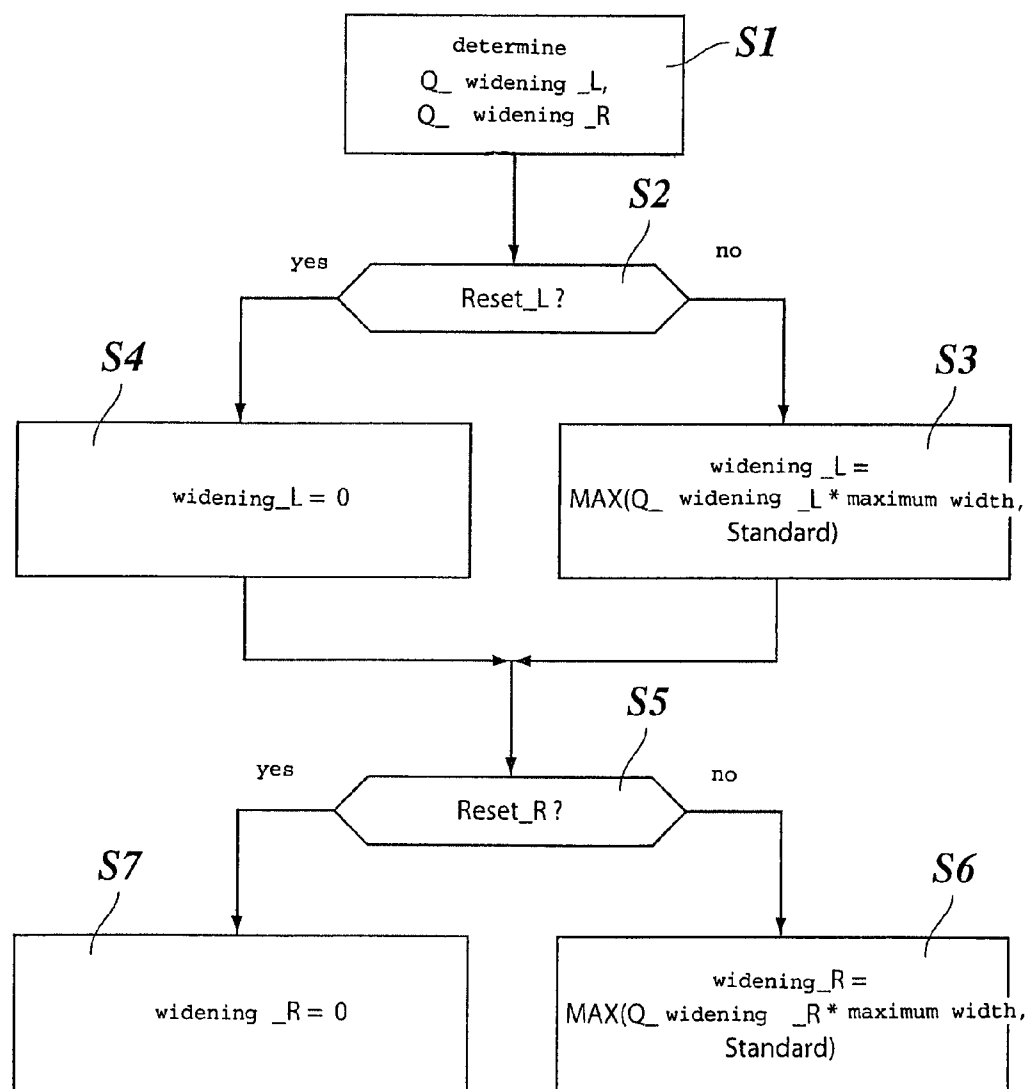 determine
Q_ widening _L,
Q_ widening _R
S1
S2
yes
no
Reset_L ?
S4
S3
widening_L = 0
widening _L =
MAX(Q_ widening _L * maximum width,
Standard)
S5
yes
no
Reset_R ?
S7
S6
widening _R = 0
widening_R =
MAX(Q_ widening _R * maximum width,
Standard)